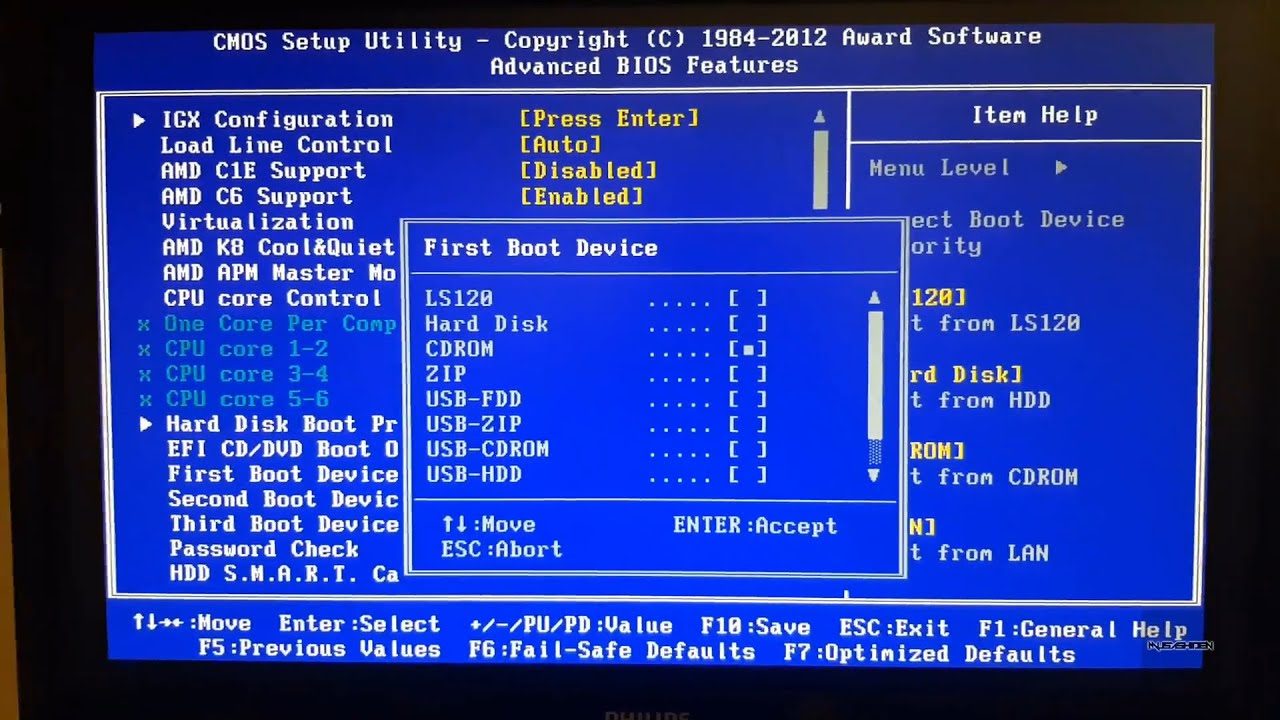 CMOS Setup Utility - Copyright (C) 1984-2012 Award Software
Advanced BIOS Features
▶ IGX Configuration [Press Enter]
Load Line Control [Auto]
AMD C1E Support [Disabled]
AMD C6 Support [Enabled]
Virtualization
AMD K8 Cool&Quiet
AMD APM Master Mo
CPU core Control
x One Core Per Comp
x CPU core 1-2
x CPU core 3-4
x CPU core 5-6
▶ Hard Disk Boot Pr
EFI CD/DVD Boot O
First Boot Device
Second Boot Devic
Third Boot Device
Password Check
HDD S.M.A.R.T. Ca
First Boot Device
LS120 ..... [ ]
Hard Disk ..... [ ]
CDROM ..... [■]
ZIP ..... [ ]
USB-FDD ..... [ ]
USB-ZIP ..... [ ]
USB-CDROM ..... [ ]
USB-HDD ..... [ ]
↑↓:Move ENTER:Accept
ESC:Abort
Item Help
Menu Level ▶
ect Boot Device
ority
120]
t from LS120
rd Disk]
t from HDD
ROM]
t from CDROM
N]
t from LAN
↑↓→←:Move Enter:Select +/-/PU/PD:Value F10:Save ESC:Exit F1:General Help
F5:Previous Values F6:Fail-Safe Defaults F7:Optimized Defaults
PHILIPS